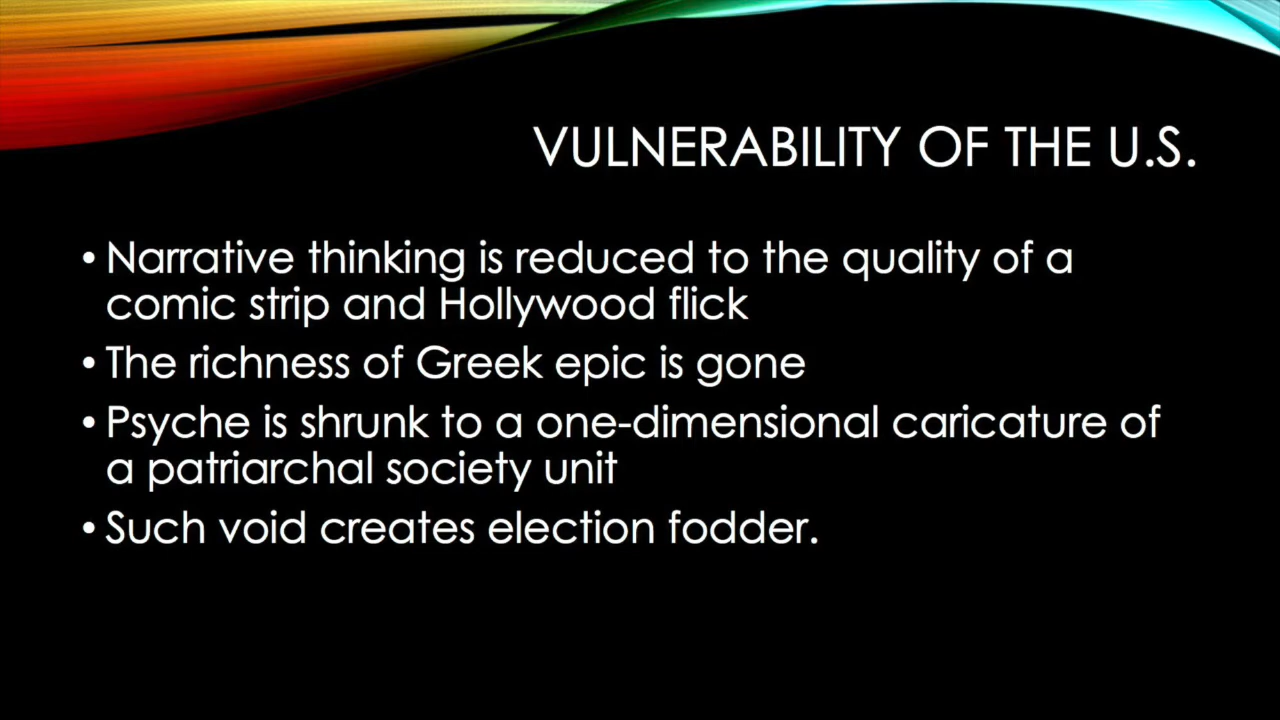 VULNERABILITY OF THE U.S.
• Narrative thinking is reduced to the quality of a
comic strip and Hollywood flick
• The richness of Greek epic is gone
• Psyche is shrunk to a one-dimensional caricature of
a patriarchal society unit
• Such void creates election fodder.